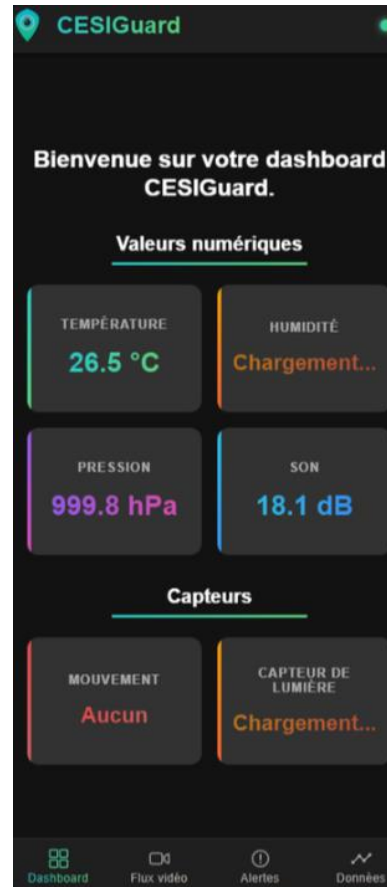 CESIGuard
Bienvenue sur votre dashboard
CESIGuard.
Valeurs numériques
TEMPÉRATURE
26.5 °C
HUMIDITÉ
Chargement...
PRESSION
999.8 hPa
SON
18.1 dB
Capteurs
MOUVEMENT
Aucun
CAPTEUR DE
LUMIÈRE
Chargement...
Dashboard
Flux vidéo
Alertes
Données